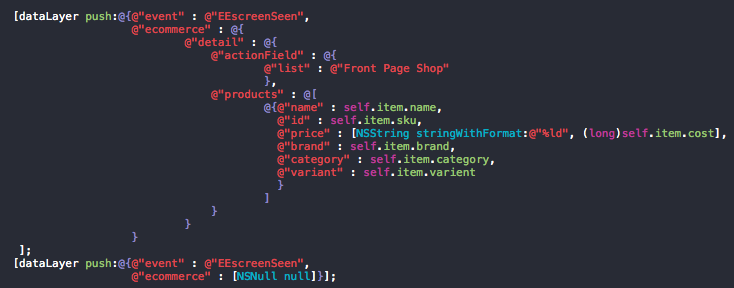 [dataLayer push:@{@"event" : @"EEscreenSeen",
@"ecommerce" : @{
@"detail" : @{
@"actionField" : @{
@"list" : @"Front Page Shop"
},
@"products" : @[
@{@"name" : self.item.name,
@"id" : self.item.sku,
@"price" : [NSString stringWithFormat:@"%ld", (long)self.item.cost],
@"brand" : self.item.brand,
@"category" : self.item.category,
@"variant" : self.item.varient
}
]
}
}
}
];
[dataLayer push:@{@"event" : @"EEscreenSeen",
@"ecommerce" : [NSNull null]}];